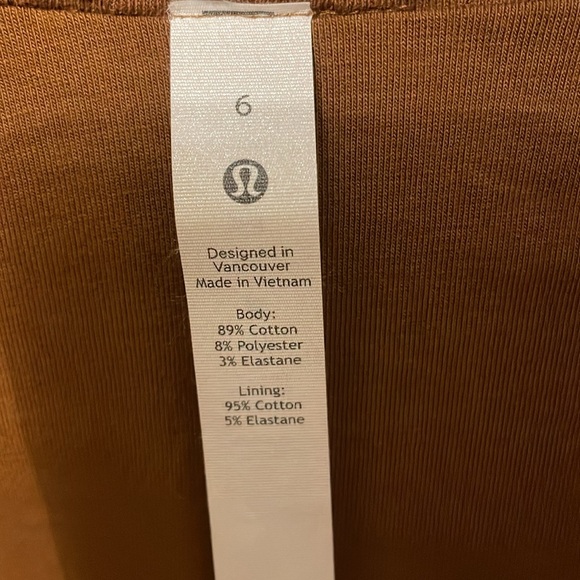 6
Designed in
Vancouver
Made in Vietnam
Body:
89% Cotton
8% Polyester
3% Elastane
Lining:
95% Cotton
5% Elastane